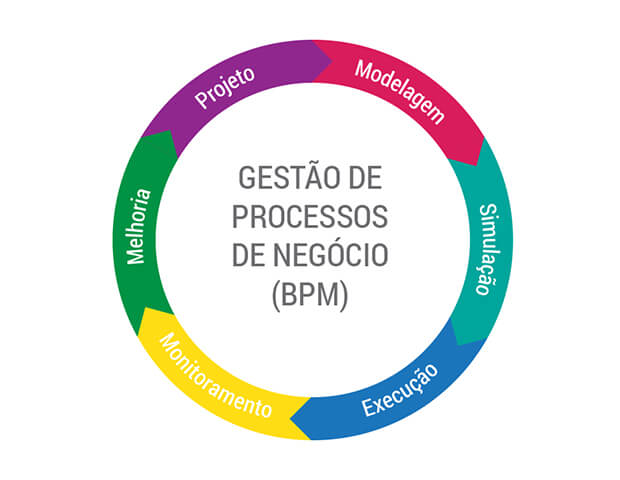 GESTÃO DE
PROCESSOS
DE NEGÓCIO
(BPM)
Projeto
Modelagem
Simulação
Execução
Monitoramento
Melhoria